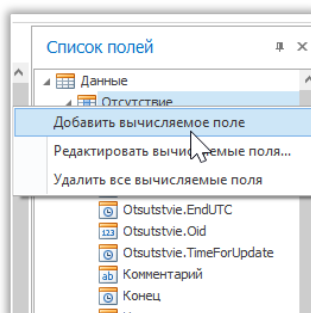 Список полей
Данные
Отсутствие
Добавить вычисляемое поле
Редактировать вычисляемые поля...
Удалить все вычисляемые поля
Otsutstvie.EndUTC
Otsutstvie.Oid
Otsutstvie.TimeForUpdate
Комментарий
Конец